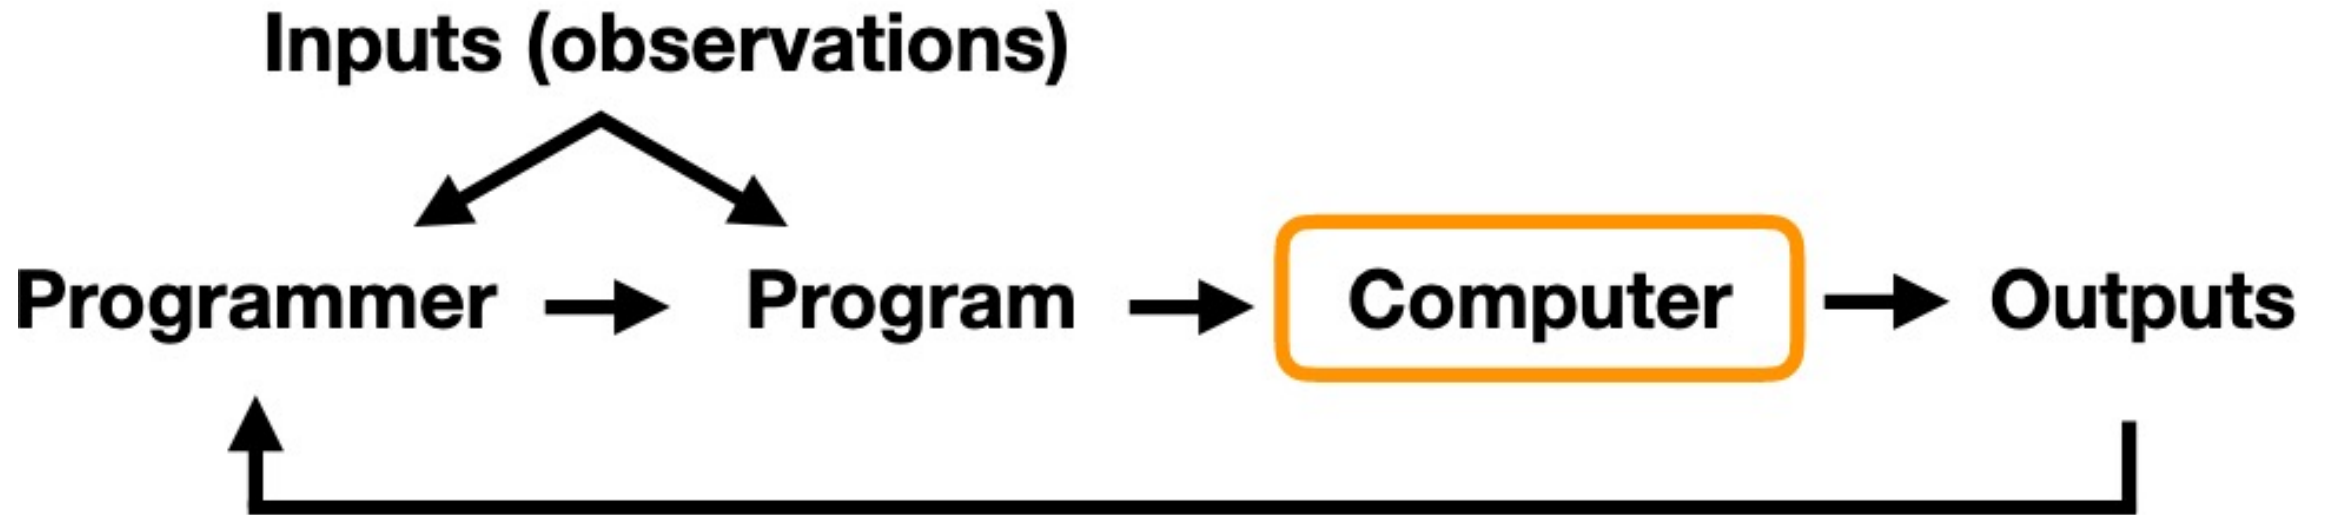 Inputs (observations)
Programmer Program Computer Outputs